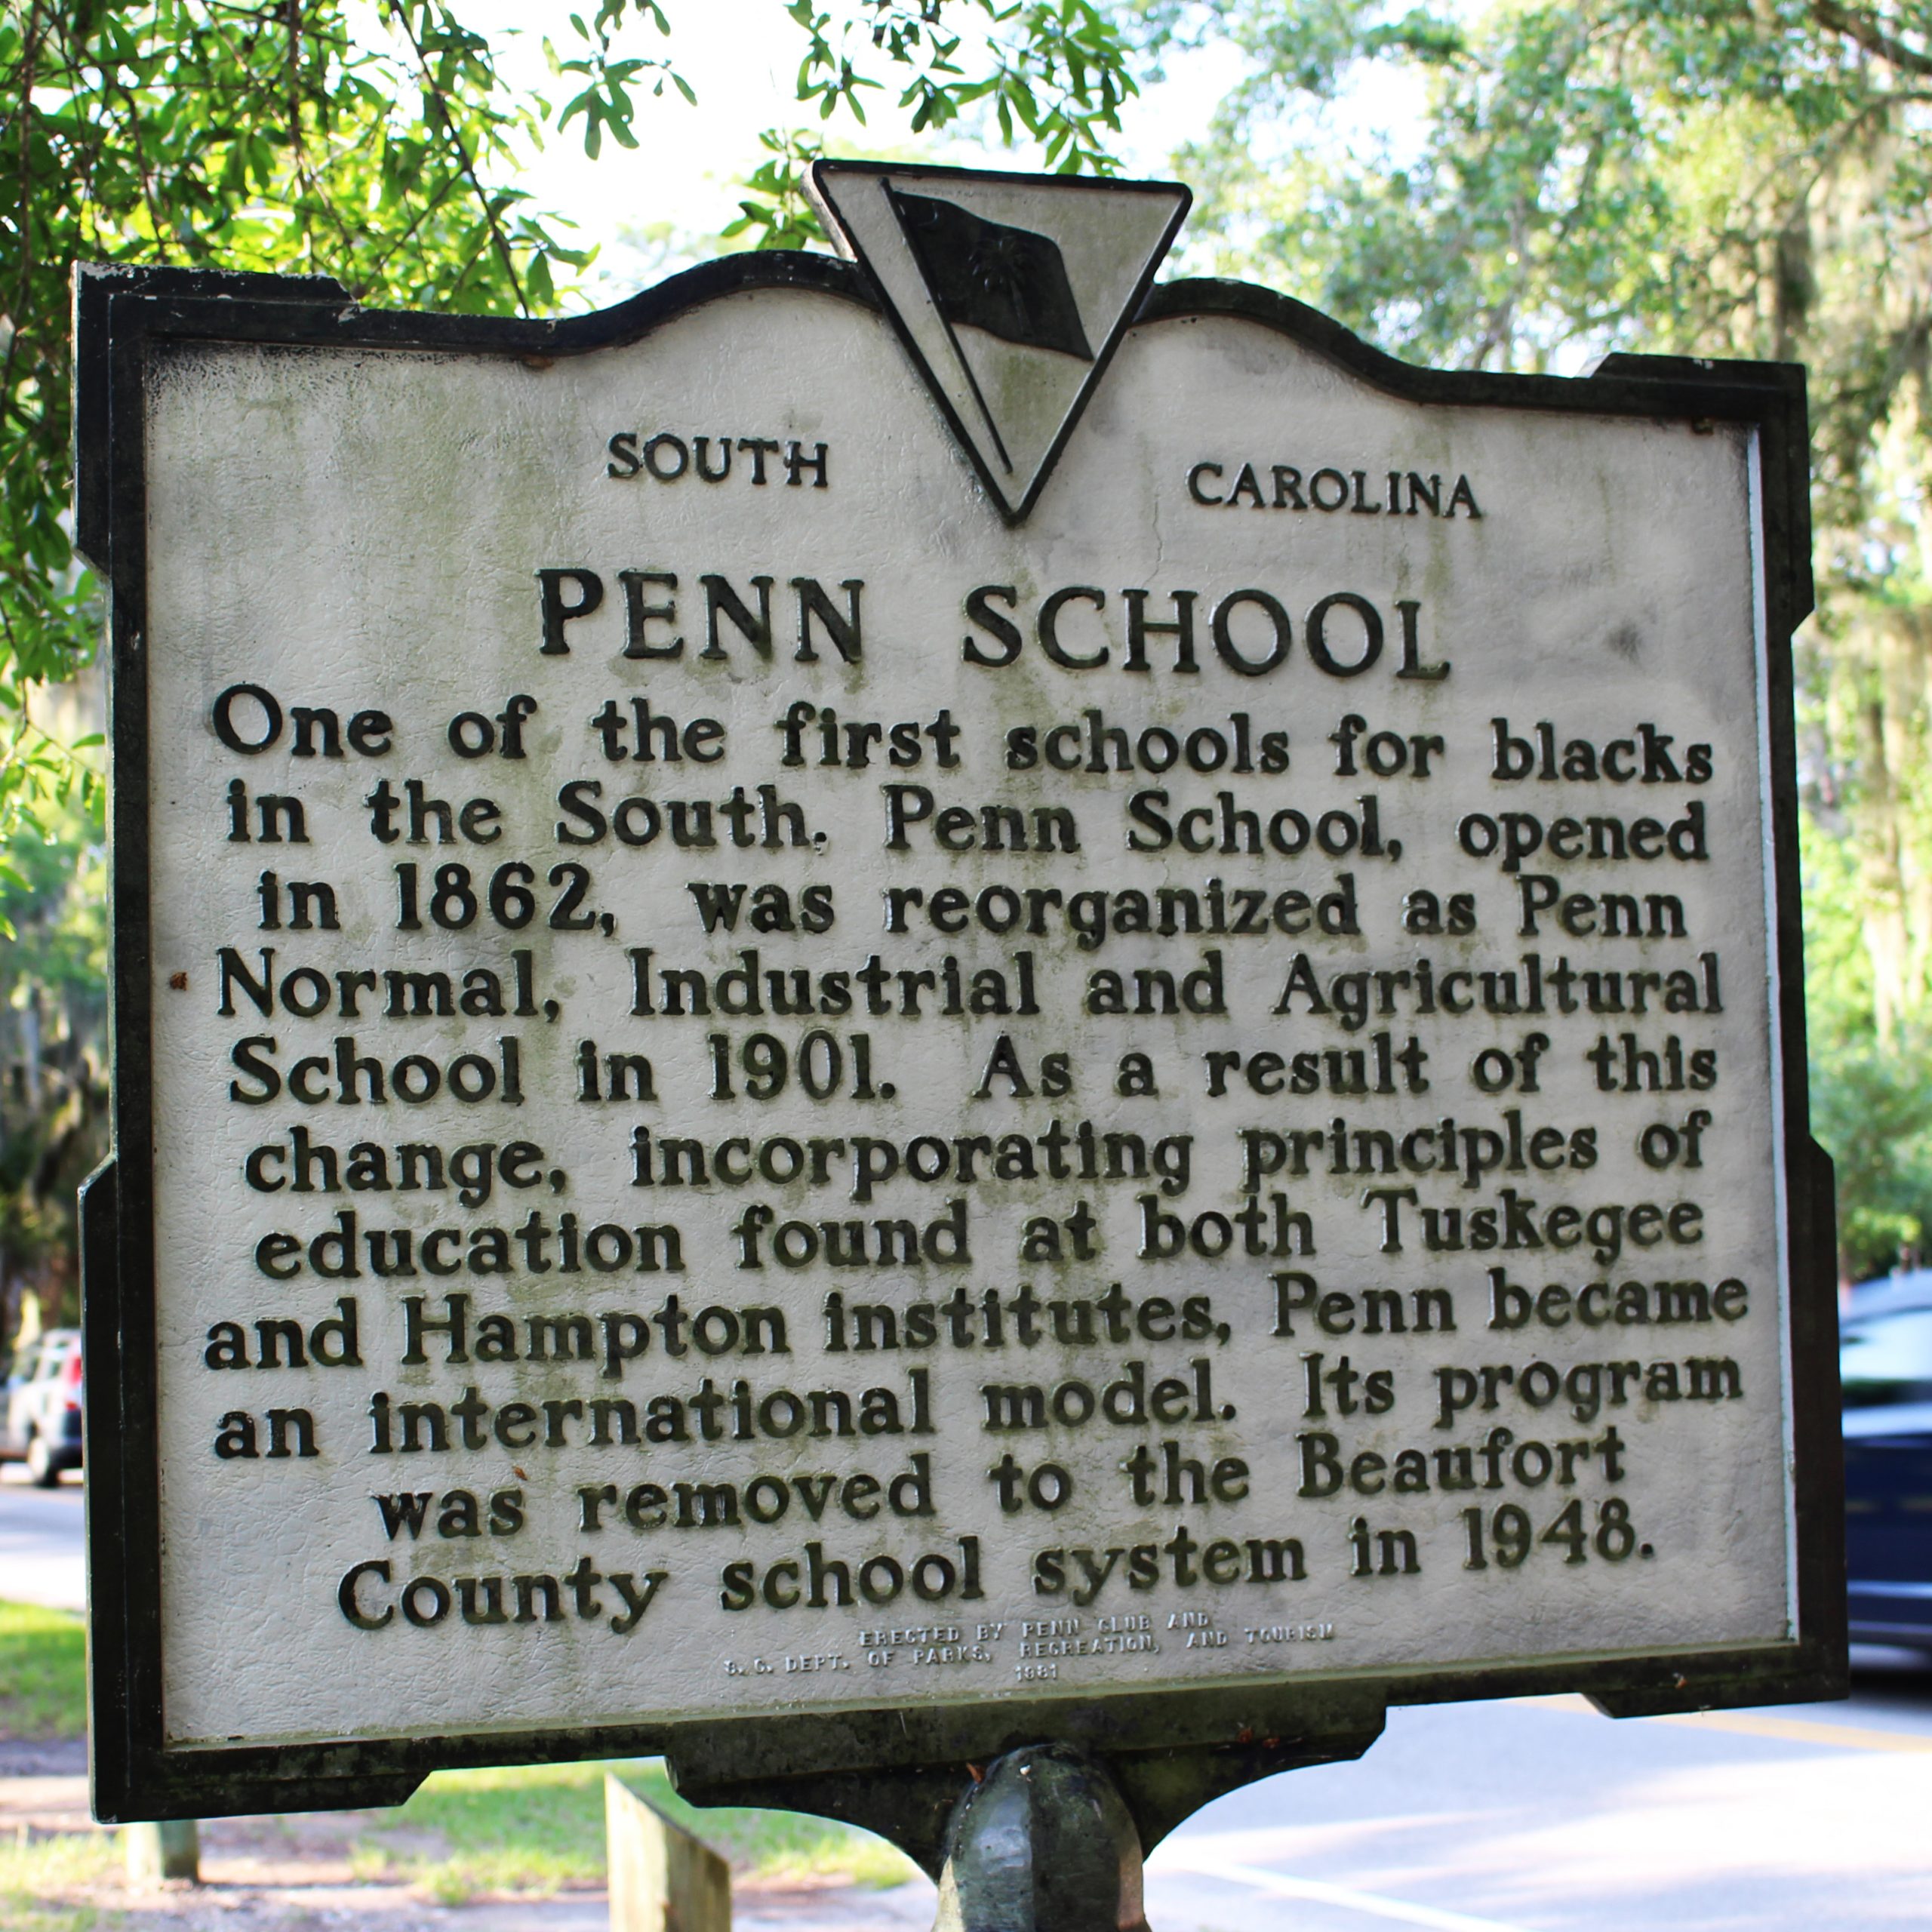 SOUTH CAROLINA
PENN SCHOOL
One of the first schools for blacks
in the South, Penn School, opened
in 1862, was reorganized as Penn
Normal, Industrial and Agricultural
School in 1901. As a result of this
change, incorporating principles of
education found at both Tuskegee
and Hampton institutes, Penn became
an international model. Its program
was removed to the Beaufort
County school system in 1948.
ERECTED BY PENN CLUB AND
S. C. DEPT. OF PARKS, RECREATION, AND TOURISM
1981